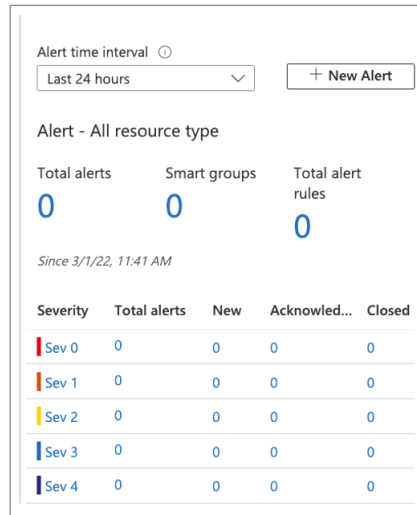 Alert time interval
Last 24 hours
+ New Alert
Alert - All resource type
Total alerts Smart groups Total alert
rules
0 0 0
Since 3/1/22, 11:41 AM
Severity Total alerts New Acknowled... Closed
Sev 0 0 0 0 0
Sev 1 0 0 0 0
Sev 2 0 0 0 0
Sev 3 0 0 0 0
Sev 4 0 0 0 0